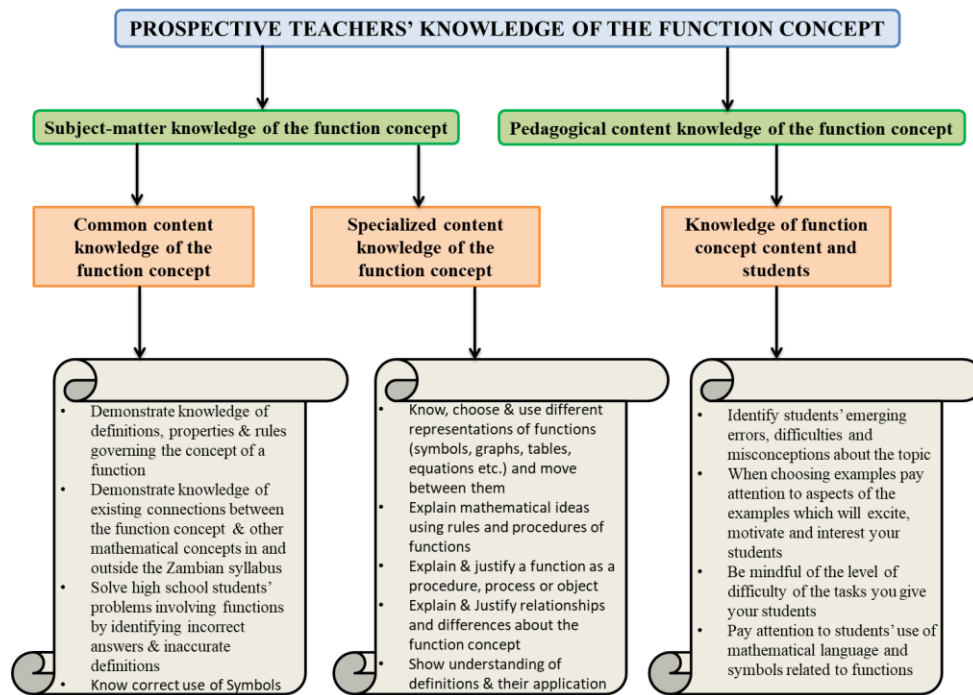 PROSPECTIVE TEACHERS’ KNOWLEDGE OF THE FUNCTION CONCEPT
Subject-matter knowledge of the function concept
Pedagogical content knowledge of the function concept
Common content
knowledge of the
function concept
Specialized content
knowledge of the
function concept
Knowledge of function
concept content and
students
• Demonstrate knowledge of
definitions, properties & rules
governing the concept of a
function
• Demonstrate knowledge of
existing connections between
the function concept & other
mathematical concepts in and
outside the Zambian syllabus
• Solve high school students’
problems involving functions
by identifying incorrect
answers & inaccurate
definitions
• Know correct use of Symbols
• Know, choose & use different
representations of functions
(symbols, graphs, tables,
equations etc.) and move
between them
• Explain mathematical ideas
using rules and procedures of
functions
• Explain & justify a function as a
procedure, process or object
• Explain & Justify relationships
and differences about the
function concept
• Show understanding of
definitions & their application
• Identify students’ emerging
errors, difficulties and
misconceptions about the topic
• When choosing examples pay
attention to aspects of the
examples which will excite,
motivate and interest your
students
• Be mindful of the level of
difficulty of the tasks you give
your students
• Pay attention to students’ use of
mathematical language and
symbols related to functions